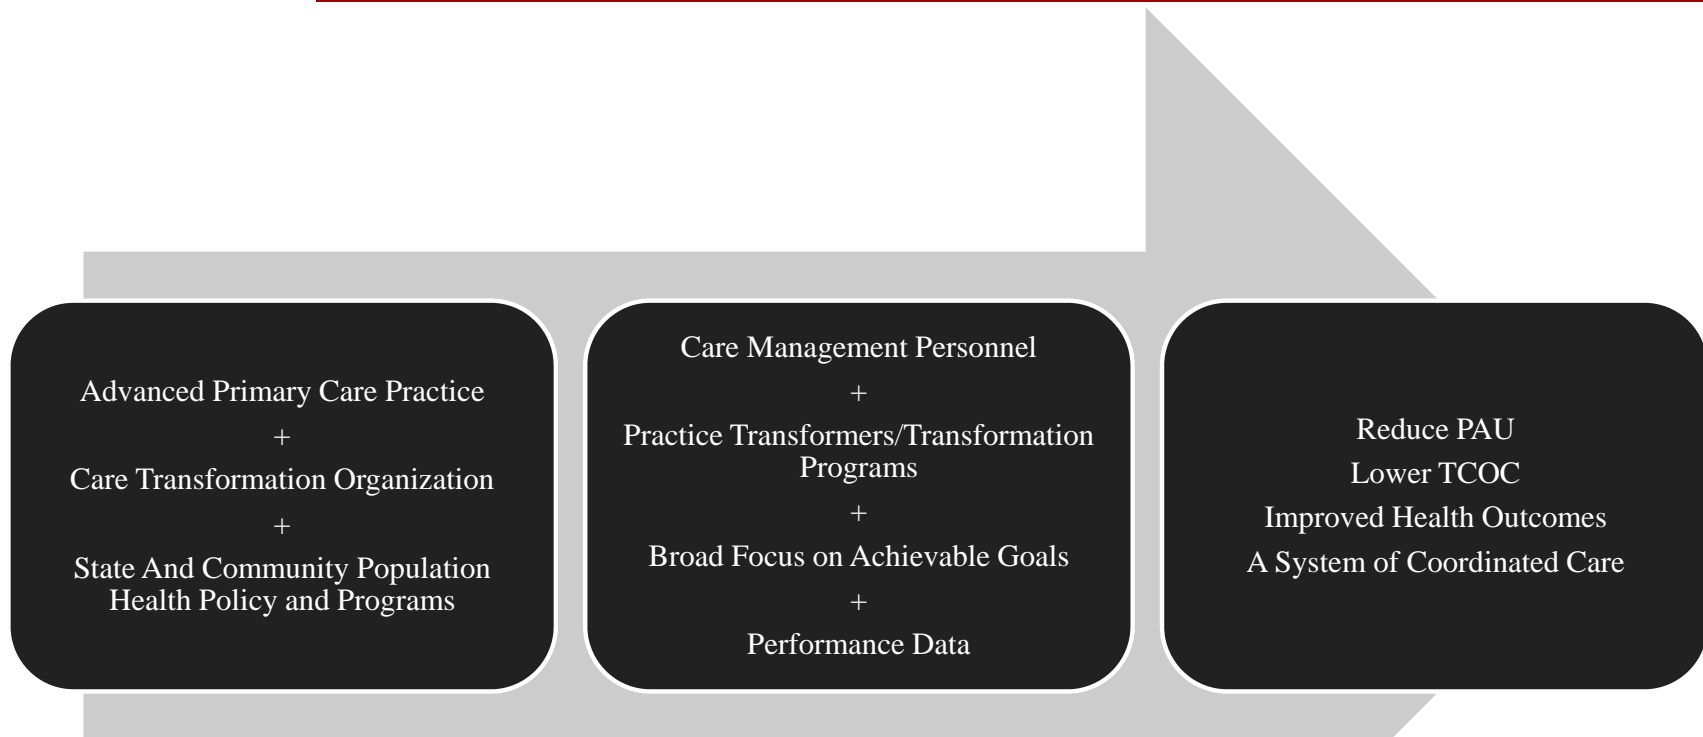 Advanced Primary Care Practice
+
Care Transformation Organization
+
State And Community Population
Health Policy and Programs
Care Management Personnel
+
Practice Transformers/Transformation
Programs
+
Broad Focus on Achievable Goals
+
Performance Data
Reduce PAU
Lower TCOC
Improved Health Outcomes
A System of Coordinated Care